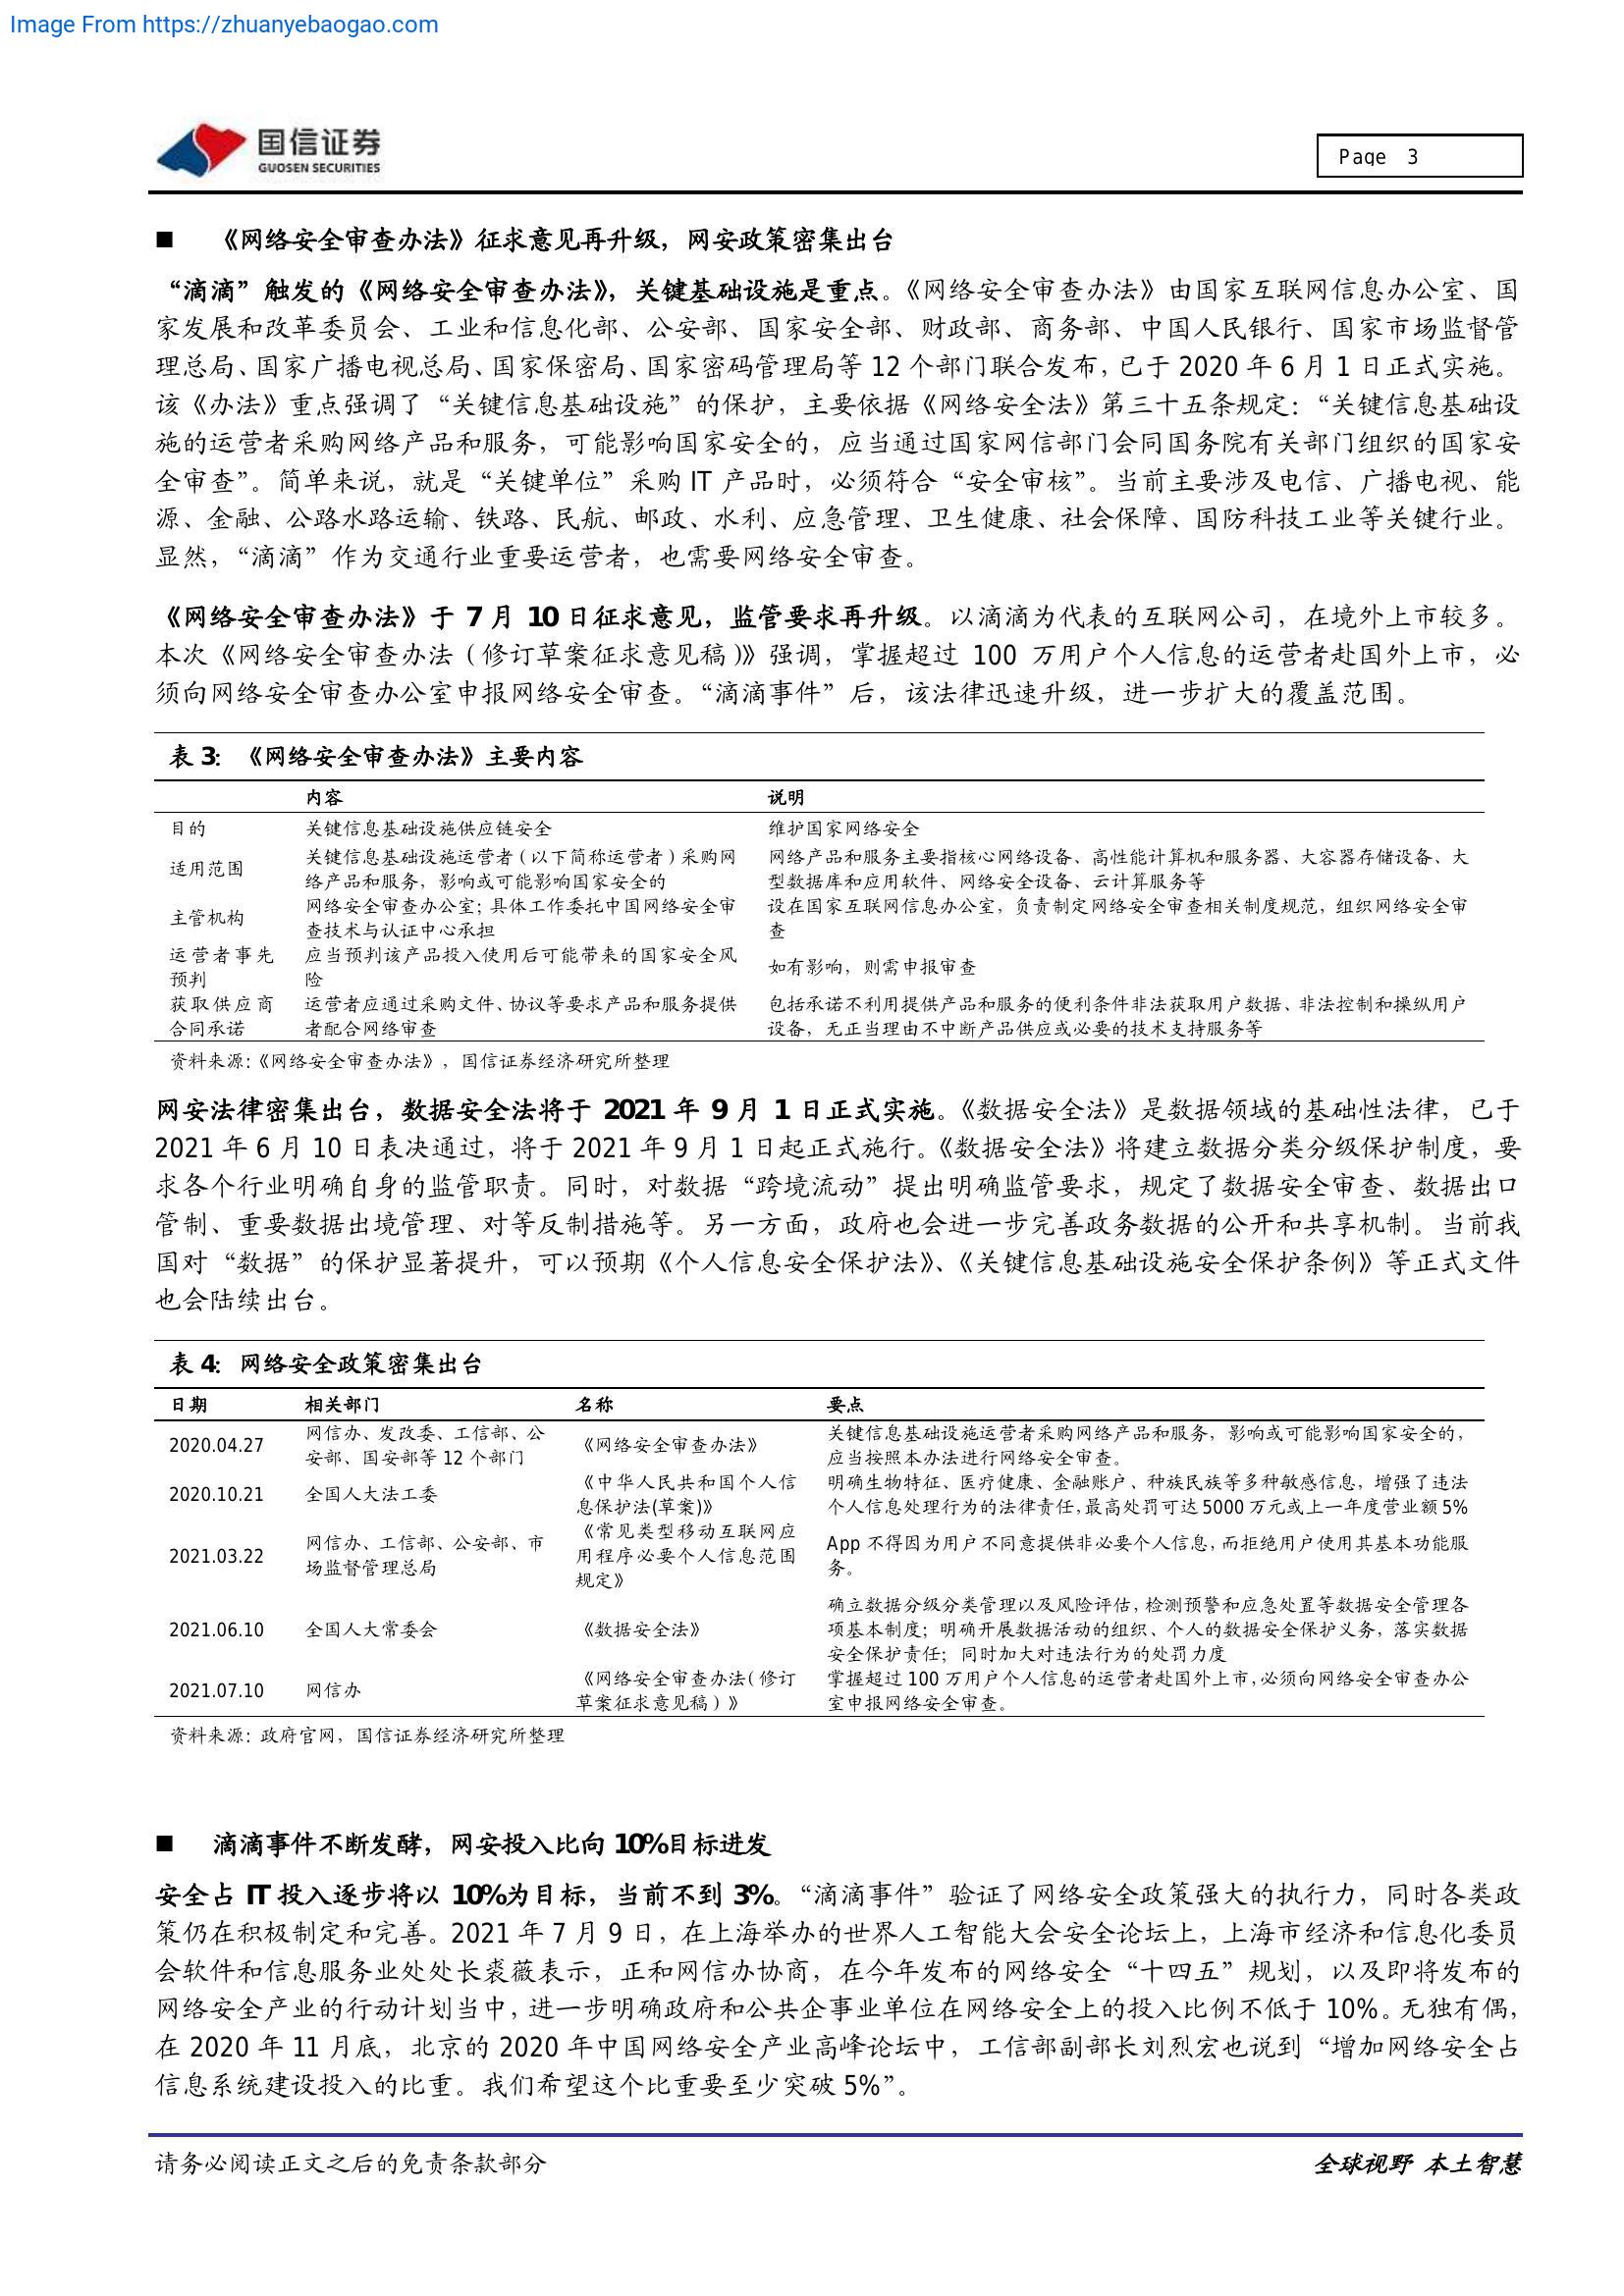 Image From https://zhuanyebaogao.com
国信证券
GUOSEN SECURITIES
Page 3
■ 《网络安全审查办法》征求意见再升级，网安政策密集出台
“滴滴”触发的《网络安全审查办法》，关键基础设施是重点。《网络安全审查办法》由国家互联网信息办公室、国
家发展和改革委员会、工业和信息化部、公安部、国家安全部、财政部、商务部、中国人民银行、国家市场监督管
理总局、国家广播电视总局、国家保密局、国家密码管理局等 12 个部门联合发布，已于 2020 年 6 月 1 日正式实施。
该《办法》重点强调了“关键信息基础设施”的保护，主要依据《网络安全法》第三十五条规定：“关键信息基础设
施的运营者采购网络产品和服务，可能影响国家安全的，应当通过国家网信部门会同国务院有关部门组织的国家安
全审查”。简单来说，就是“关键单位”采购 IT 产品时，必须符合“安全审核”。当前主要涉及电信、广播电视、能
源、金融、公路水路运输、铁路、民航、邮政、水利、应急管理、卫生健康、社会保障、国防科技工业等关键行业。
显然，“滴滴”作为交通行业重要运营者，也需要网络安全审查。
《网络安全审查办法》于 7 月 10 日征求意见，监管要求再升级。以滴滴为代表的互联网公司，在境外上市较多。
本次《网络安全审查办法（修订草案征求意见稿）》强调，掌握超过 100 万用户个人信息的运营者赴国外上市，必
须向网络安全审查办公室申报网络安全审查。“滴滴事件”后，该法律迅速升级，进一步扩大的覆盖范围。
表 3：《网络安全审查办法》主要内容
内容 说明
目的 关键信息基础设施供应链安全 维护国家网络安全
适用范围 关键信息基础设施运营者（以下简称运营者）采购网 网络产品和服务主要指核心网络设备、高性能计算机和服务器、大容器存储设备、大
络产品和服务，影响或可能影响国家安全的 型数据库和应用软件、网络安全设备、云计算服务等
主管机构 网络安全审查办公室；具体工作委托中国网络安全审 设在国家互联网信息办公室，负责制定网络安全审查相关制度规范，组织网络安全审
查技术与认证中心承担 查
运营者事先 应当预判该产品投入使用后可能带来的国家安全风 如有影响，则需申报审查
预判 险
获取供应商 运营者应通过采购文件、协议等要求产品和服务提供 包括承诺不利用提供产品和服务的便利条件非法获取用户数据、非法控制和操纵用户
合同承诺 者配合网络审查 设备，无正当理由不中断产品供应或必要的技术支持服务等
资料来源：《网络安全审查办法》，国信证券经济研究所整理
网安法律密集出台，数据安全法将于 2021 年 9 月 1 日正式实施。《数据安全法》是数据领域的基础性法律，已于
2021 年 6 月 10 日表决通过，将于 2021 年 9 月 1 日起正式施行。《数据安全法》将建立数据分类分级保护制度，要
求各个行业明确自身的监管职责。同时，对数据“跨境流动”提出明确监管要求，规定了数据安全审查、数据出口
管制、重要数据出境管理、对等反制措施等。另一方面，政府也会进一步完善政务数据的公开和共享机制。当前我
国对“数据”的保护显著提升，可以预期《个人信息安全保护法》、《关键信息基础设施安全保护条例》等正式文件
也会陆续出台。
表 4：网络安全政策密集出台
日期 相关部门 名称 要点
2020.04.27 网信办、发改委、工信部、公 《网络安全审查办法》 关键信息基础设施运营者采购网络产品和服务，影响或可能影响国家安全的，
安部、国安部等 12 个部门 应当按照本办法进行网络安全审查。
2020.10.21 全国人大法工委 《中华人民共和国个人信 明确生物特征、医疗健康、金融账户、种族民族等多种敏感信息，增强了违法
息保护法(草案)》 个人信息处理行为的法律责任，最高处罚可达 5000 万元或上一年度营业额 5%
2021.03.22 网信办、工信部、公安部、市 《常见类型移动互联网应 App 不得因为用户不同意提供非必要个人信息，而拒绝用户使用其基本功能服
场监督管理总局 用程序必要个人信息范围 务。
规定》
确立数据分级分类管理以及风险评估，检测预警和应急处置等数据安全管理各
2021.06.10 全国人大常委会 《数据安全法》 项基本制度；明确开展数据活动的组织、个人的数据安全保护义务，落实数据
安全保护责任；同时加大对违法行为的处罚力度
2021.07.10 网信办 《网络安全审查办法（修订 掌握超过 100 万用户个人信息的运营者赴国外上市，必须向网络安全审查办公
草案征求意见稿）》 室申报网络安全审查。
资料来源：政府官网，国信证券经济研究所整理
■ 滴滴事件不断发酵，网安投入比向 10%目标进发
安全占 IT 投入逐步将以 10%为目标，当前不到 3%。“滴滴事件”验证了网络安全政策强大的执行力，同时各类政
策仍在积极制定和完善。2021 年 7 月 9 日，在上海举办的世界人工智能大会安全论坛上，上海市经济和信息化委员
会软件和信息服务业处处长裘薇表示，正和网信办协商，在今年发布的网络安全“十四五”规划，以及即将发布的
网络安全产业的行动计划当中，进一步明确政府和公共企事业单位在网络安全上的投入比例不低于 10%。无独有偶，
在 2020 年 11 月底，北京的 2020 年中国网络安全产业高峰论坛中，工信部副部长刘烈宏也说到“增加网络安全占
信息系统建设投入的比重。我们希望这个比重要至少突破 5%”。
请务必阅读正文之后的免责条款部分
全球视野 本土智慧